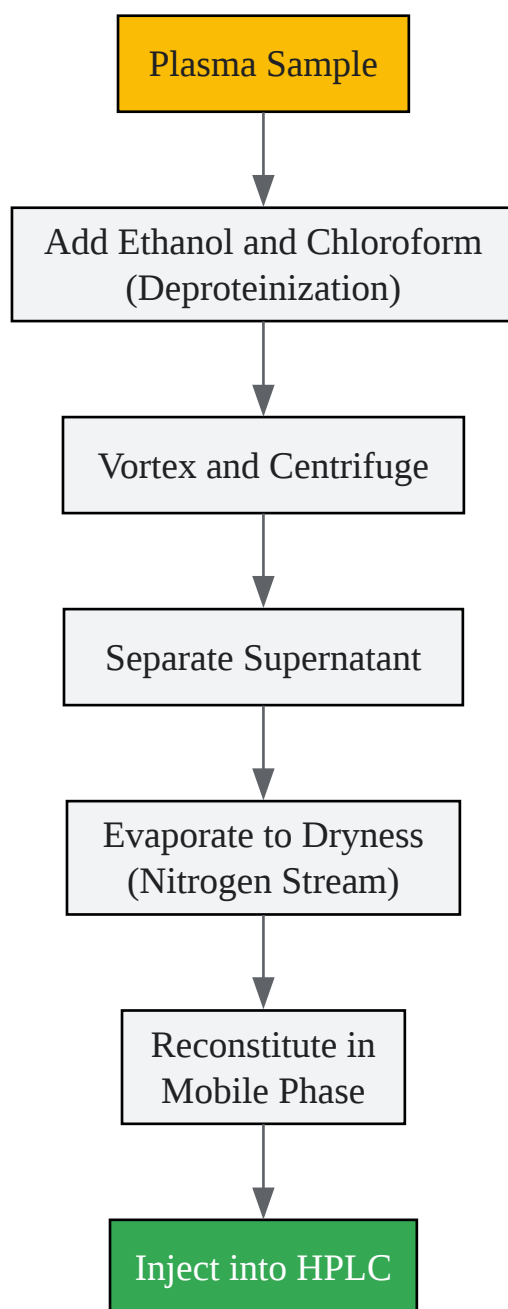 Plasma Sample
Add Ethanol and Chloroform
(Deproteinization)
Vortex and Centrifuge
Separate Supernatant
Evaporate to Dryness
(Nitrogen Stream)
Reconstitute in
Mobile Phase
Inject into HPLC